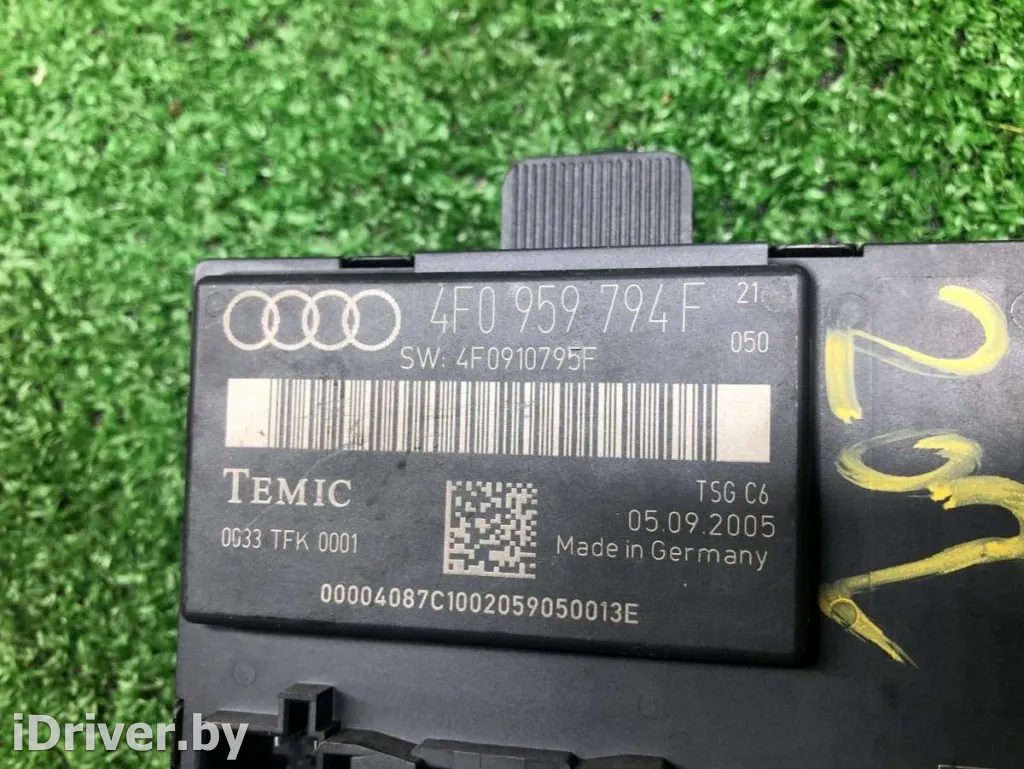 4F0 959 794 F 21
SW: 4F0910795F 050
TEMIC
TSG C6
0G33 TFK 0001
05.09.2005
Made in Germany
00004087C1002059050013E
iDriver.by